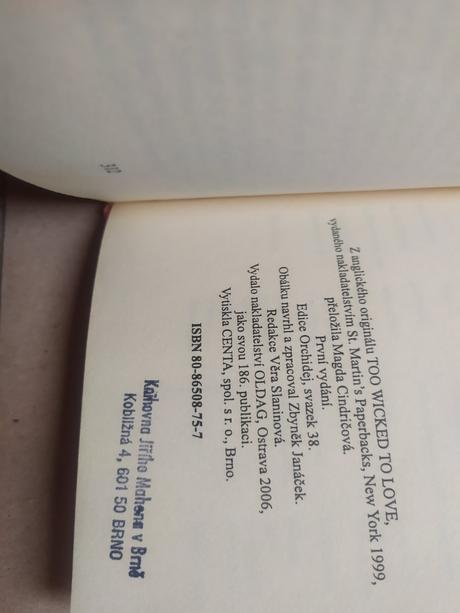 312
Z anglického originálu TOO WICKED TO LOVE,
vydaného nakladatelstvím St. Martin's Paperbacks, New York 1999,
přeložila Magda Cindričová.
První vydání.
Edice Orchidej, svazek 38.
Obálku navrhl a zpracoval Zbyněk Janáček.
Redakce Věra Slaninová.
Vydalo nakladatelství OLDAG, Ostrava 2006,
jako svou 186. publikaci.
Vytiskla CENTA, spol. s r. o., Brno.
ISBN 80-86508-75-7
Knihovna Jiřího Mahena v Brně
Kobližná 4, 601 50 BRNO